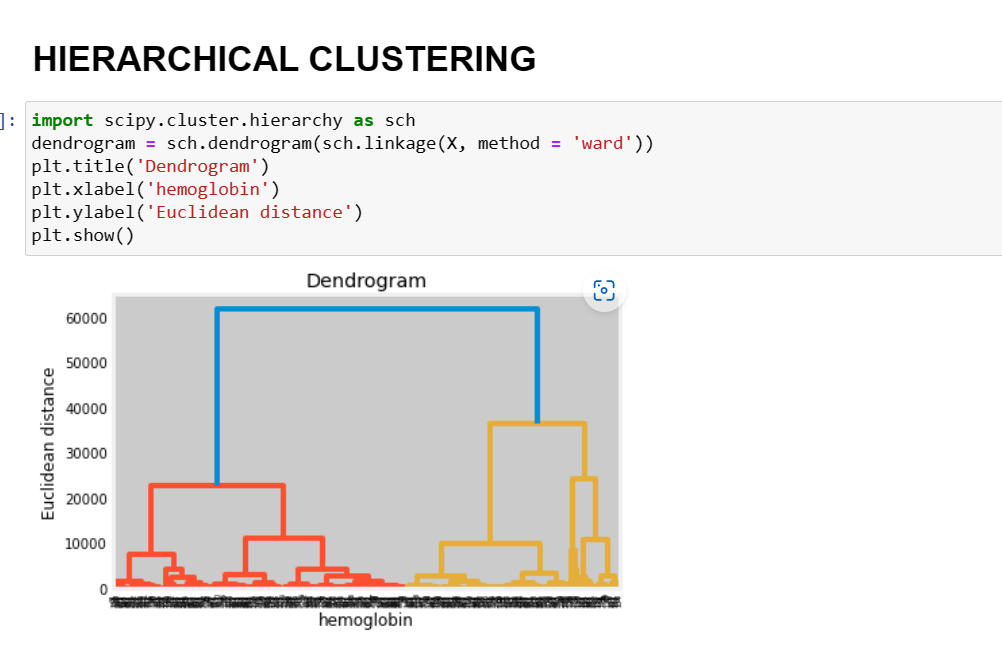 HIERARCHICAL CLUSTERING
]: import scipy.cluster.hierarchy as sch
dendrogram = sch.dendrogram(sch.linkage(X, method = 'ward'))
plt.title('Dendrogram')
plt.xlabel('hemoglobin')
plt.ylabel('Euclidean distance')
plt.show()
Dendrogram
60000
50000
40000
30000
20000
10000
0
Euclidean distance
hemoglobin